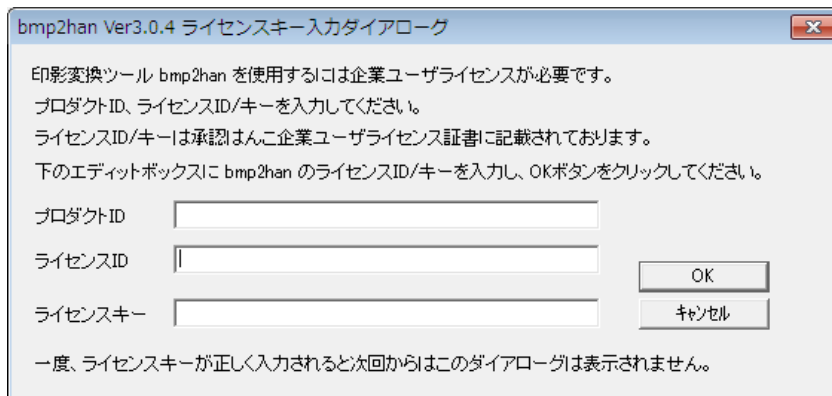 bmp2han Ver3.0.4 ライセンスキー入力ダイアローグ
印影変換ツール bmp2han を使用するには企業ユーザライセンスが必要です。
プロダクトID、ライセンスID/キーを入力してください。
ライセンスID/キーは承認はんこ企業ユーザライセンス証書に記載されております。
下のエディットボックスに bmp2han のライセンスID/キーを入力し、OKボタンをクリックしてください。
プロダクトID
ライセンスID
OK
ライセンスキー
キャンセル
一度、ライセンスキーが正しく入力されると次回からはこのダイアローグは表示されません。